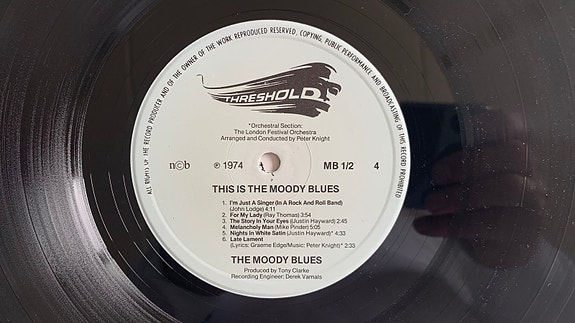 ALL RIGHTS OF THE RECORD PRODUCER AND OF THE OWNER OF THE WORK REPRODUCED RESERVED. COPYING, PUBLIC PERFORMANCE AND BROADCASTING OF THIS RECORD PROHIBITED
THRESHOLD
*Orchestral Section:
The London Festival Orchestra
Arranged and Conducted by Peter Knight
n©b ℗ 1974 MB 1/2 4
THIS IS THE MOODY BLUES
1. I'm Just A Singer (In A Rock And Roll Band)
(John Lodge) 4:11
2. For My Lady (Ray Thomas) 3:54
3. The Story In Your Eyes (Justin Hayward) 2:45
4. Melancholy Man (Mike Pinder) 5:05
5. Nights In White Satin (Justin Hayward)* 4:33
6. Late Lament
(Lyrics: Graeme Edge/Music: Peter Knight)* 2:33
THE MOODY BLUES
Produced by Tony Clarke
Recording Engineer: Derek Varnals